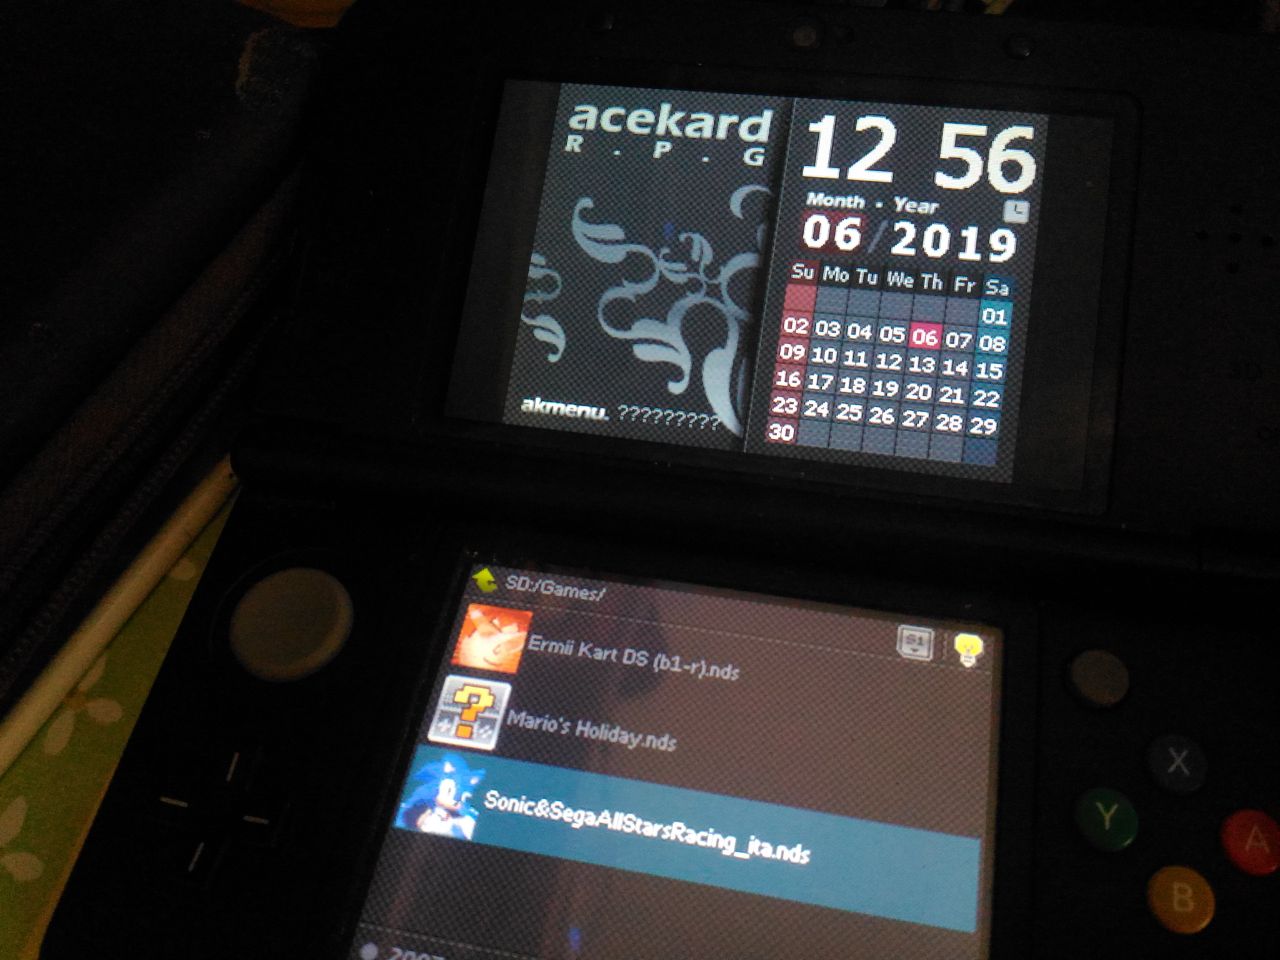 acekard
R . P . G
12 56
Month . Year
06/2019
Su Mo Tu We Th Fr Sa
01
02 03 04 05 06 07 08
09 10 11 12 13 14 15
16 17 18 19 20 21 22
23 24 25 26 27 28 29
30
akmenu. ?????????
SD:/Games/
S1
Ermii Kart DS (b1-r).nds
Mario's Holiday.nds
Sonic&SegaAllStarsRacing_ita.nds
X
Y
A
B